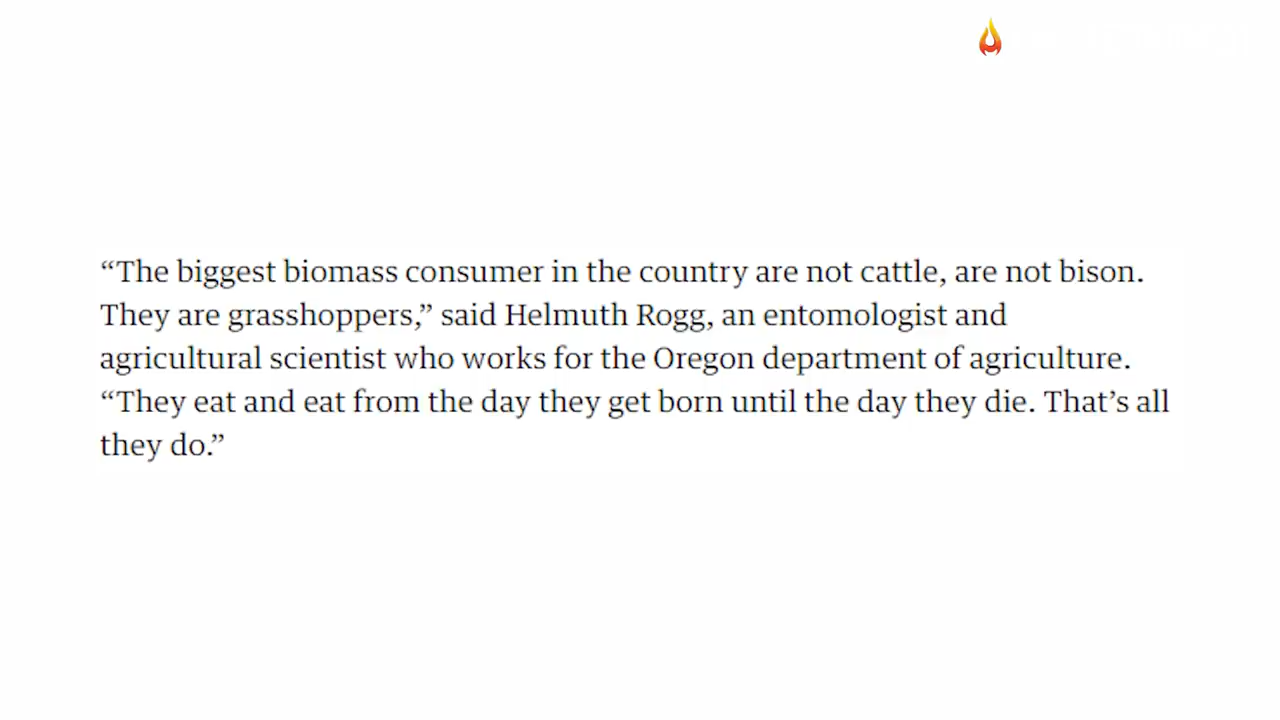 “The biggest biomass consumer in the country are not cattle, are not bison.
They are grasshoppers,” said Helmuth Rogg, an entomologist and
agricultural scientist who works for the Oregon department of agriculture.
“They eat and eat from the day they get born until the day they die. That’s all
they do.”